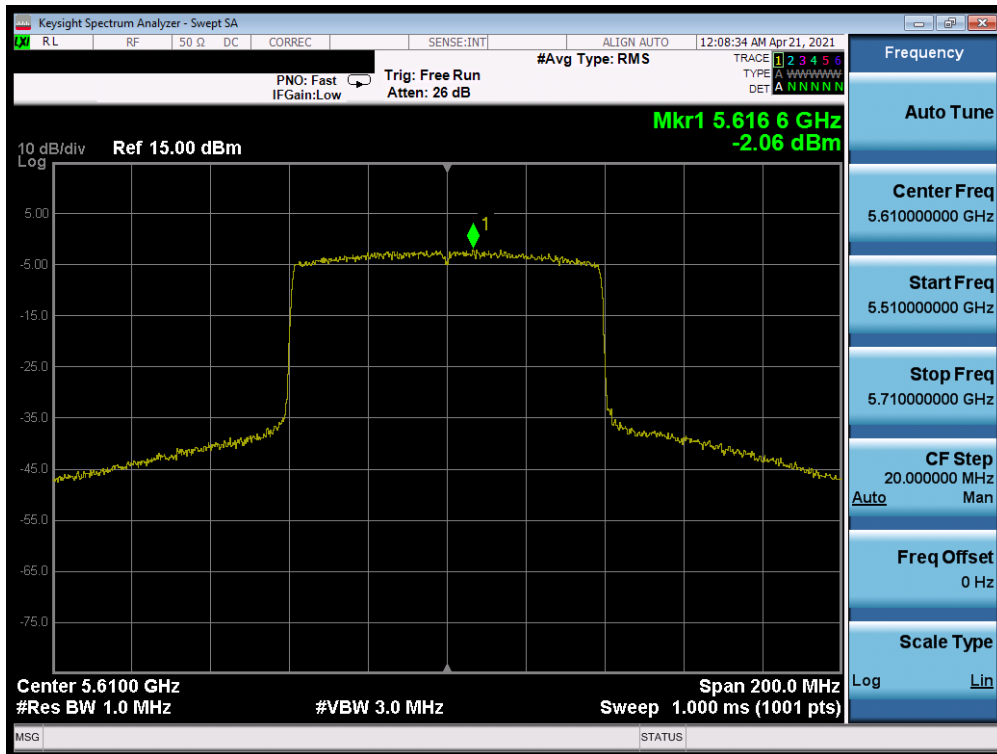 Keysight Spectrum Analyzer - Swept SA
LXI RL RF 50 Ω DC CORREC SENSE:INT ALIGN AUTO 12:08:34 AM Apr 21, 2021
PNO: Fast
IFGain:Low
Trig: Free Run
Atten: 26 dB
#Avg Type: RMS
TRACE 1 2 3 4 5 6
TYPE A WWWWW
DET A N N N N N
Mkr1 5.616 6 GHz
-2.06 dBm
10 dB/div Ref 15.00 dBm
Log
5.00
-5.00
-15.0
-25.0
-35.0
-45.0
-55.0
-65.0
-75.0
1
Center 5.6100 GHz Span 200.0 MHz
#Res BW 1.0 MHz #VBW 3.0 MHz Sweep 1.000 ms (1001 pts)
MSG STATUS
Frequency
Auto Tune
Center Freq
5.610000000 GHz
Start Freq
5.510000000 GHz
Stop Freq
5.710000000 GHz
CF Step
20.000000 MHz
Auto Man
Freq Offset
0 Hz
Scale Type
Log Lin